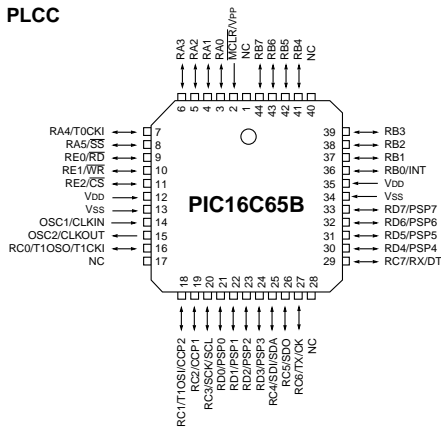 PLCC
RA3
RA2
RA1
RA0
MCLR/VPP
NC
RB7
RB6
RB5
RB4
NC
6
5
4
3
2
1
44
43
42
41
40
RA4/T0CKI 7
RA5/SS 8
RE0/RD 9
RE1/WR 10
RE2/CS 11
VDD 12
VSS 13
OSC1/CLKIN 14
OSC2/CLKOUT 15
RC0/T1OSO/T1CKI 16
NC 17
PIC16C65B
39 RB3
38 RB2
37 RB1
36 RB0/INT
35 VDD
34 VSS
33 RD7/PSP7
32 RD6/PSP6
31 RD5/PSP5
30 RD4/PSP4
29 RC7/RX/DT
18
19
20
21
22
23
24
25
26
27
28
RC1/T1OSI/CCP2
RC2/CCP1
RC3/SCK/SCL
RD0/PSP0
RD1/PSP1
RD2/PSP2
RD3/PSP3
RC4/SDI/SDA
RC5/SDO
RC6/TX/CK
NC